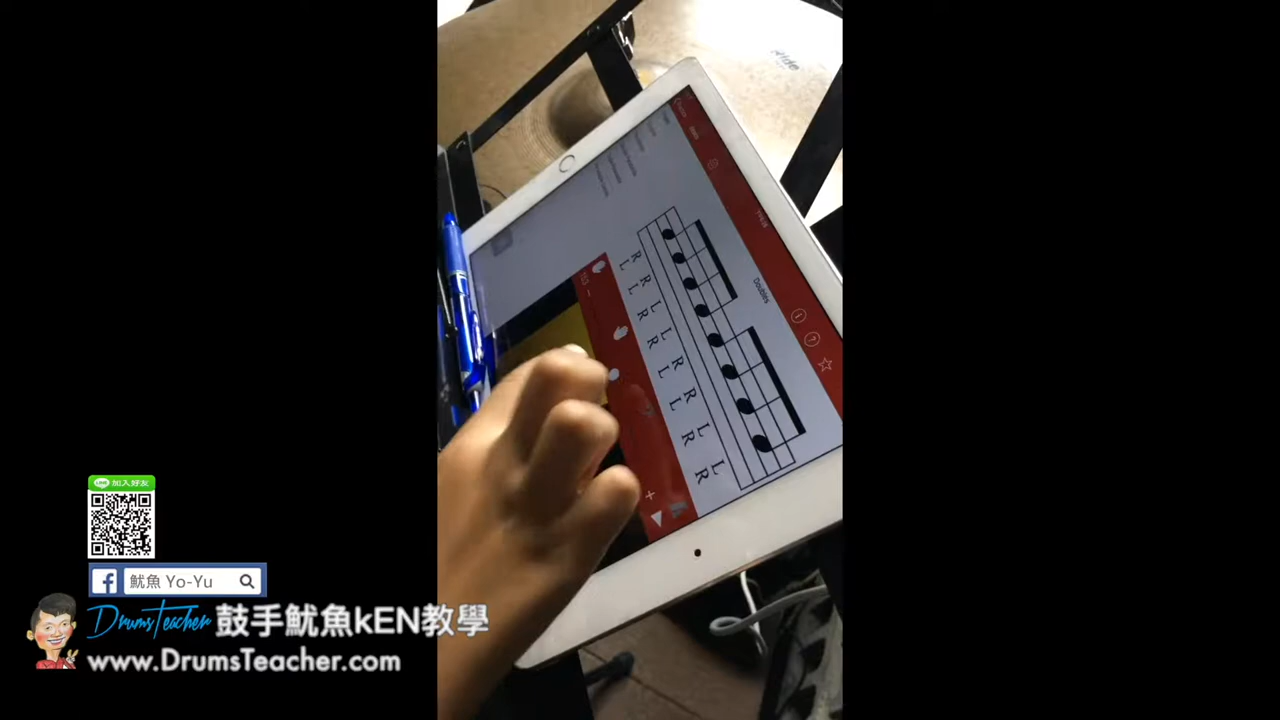 Ride
Doubles
R R L L R R L L
L L R R L L R R
加入好友
魷魚 Yo-Yu
DrumsTeacher 鼓手魷魚kEN教學
www.DrumsTeacher.com